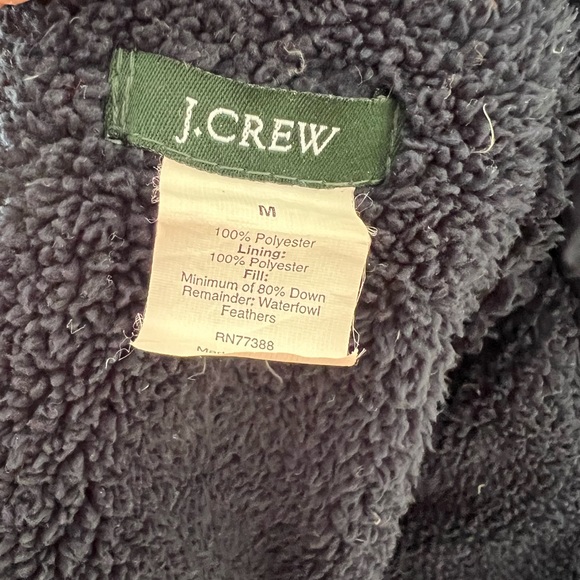 J.CREW
M
100% Polyester
Lining:
100% Polyester
Fill:
Minimum of 80% Down
Remainder: Waterfowl
Feathers
RN77388